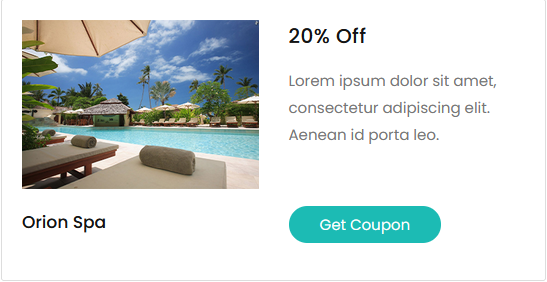 20% Off
Lorem ipsum dolor sit amet,
consectetur adipiscing elit.
Aenean id porta leo.
Orion Spa
Get Coupon